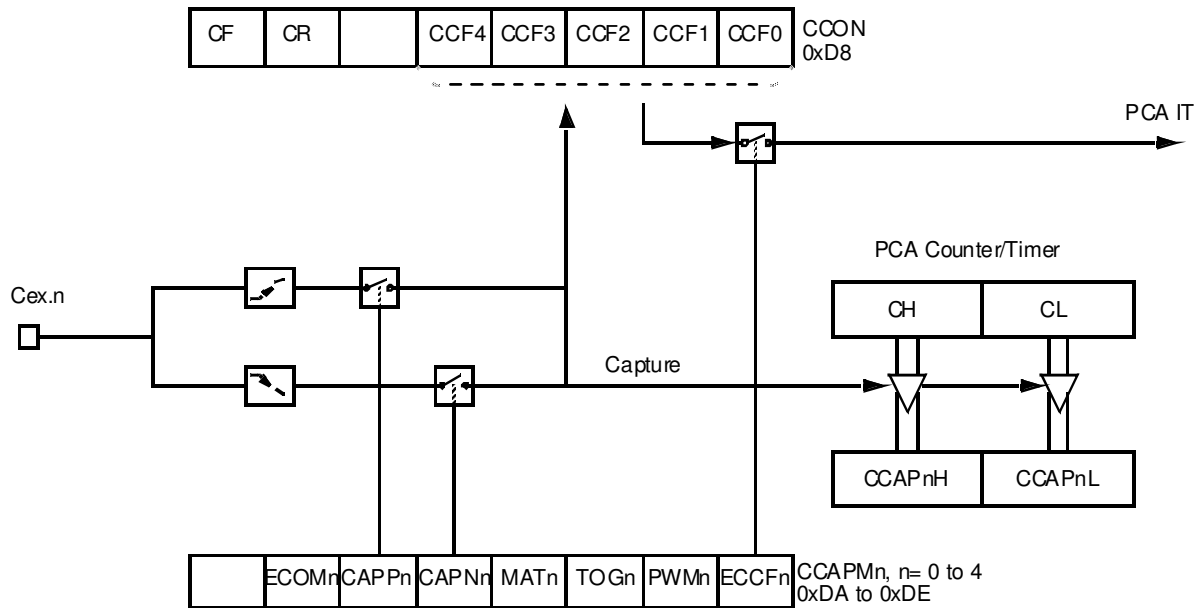 CF CR CCF4 CCF3 CCF2 CCF1 CCF0 CCON
0xD8
PCA IT
PCA Counter/Timer
Cex.n
CH CL
Capture
CCAPnH CCAPnL
ECOMn CAPPn CAPNn MATn TOGn PWMn ECCFn CCAPMn, n= 0 to 4
0xDA to 0xDE